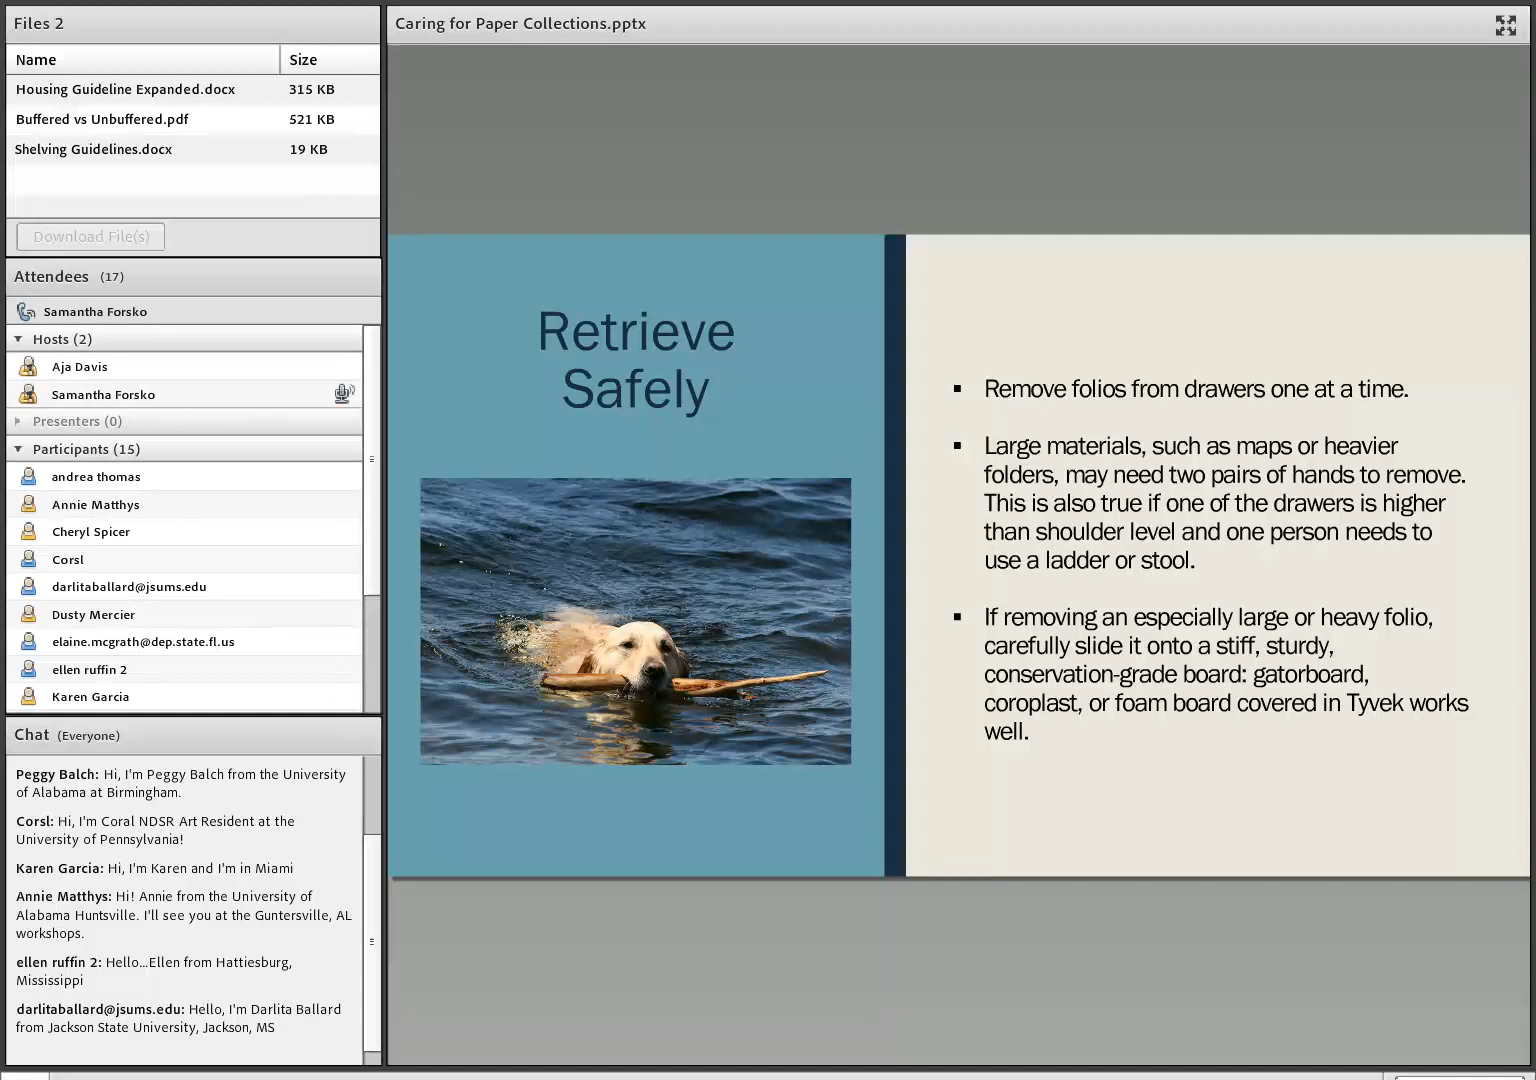 Files 2
Name Size
Housing Guideline Expanded.docx 315 KB
Buffered vs Unbuffered.pdf 521 KB
Shelving Guidelines.docx 19 KB
Download File(s)
Attendees (17)
Samantha Forsko
Hosts (2)
Aja Davis
Samantha Forsko
Presenters (0)
Participants (15)
andrea thomas
Annie Matthys
Cheryl Spicer
Corsl
darlitaballard@jsums.edu
Dusty Mercier
elaine.mcgrath@dep.state.fl.us
ellen ruffin 2
Karen Garcia
Chat (Everyone)
Peggy Balch: Hi, I'm Peggy Balch from the University
of Alabama at Birmingham.
Corsl: Hi, I'm Coral NDSR Art Resident at the
University of Pennsylvania!
Karen Garcia: Hi, I'm Karen and I'm in Miami
Annie Matthys: Hi! Annie from the University of
Alabama Huntsville. I'll see you at the Guntersville, AL
workshops.
ellen ruffin 2: Hello...Ellen from Hattiesburg,
Mississippi
darlitaballard@jsums.edu: Hello, I'm Darlita Ballard
from Jackson State University, Jackson, MS
Caring for Paper Collections.pptx
Retrieve
Safely
▪ Remove folios from drawers one at a time.
▪ Large materials, such as maps or heavier
folders, may need two pairs of hands to remove.
This is also true if one of the drawers is higher
than shoulder level and one person needs to
use a ladder or stool.
▪ If removing an especially large or heavy folio,
carefully slide it onto a stiff, sturdy,
conservation-grade board: gatorboard,
coroplast, or foam board covered in Tyvek works
well.